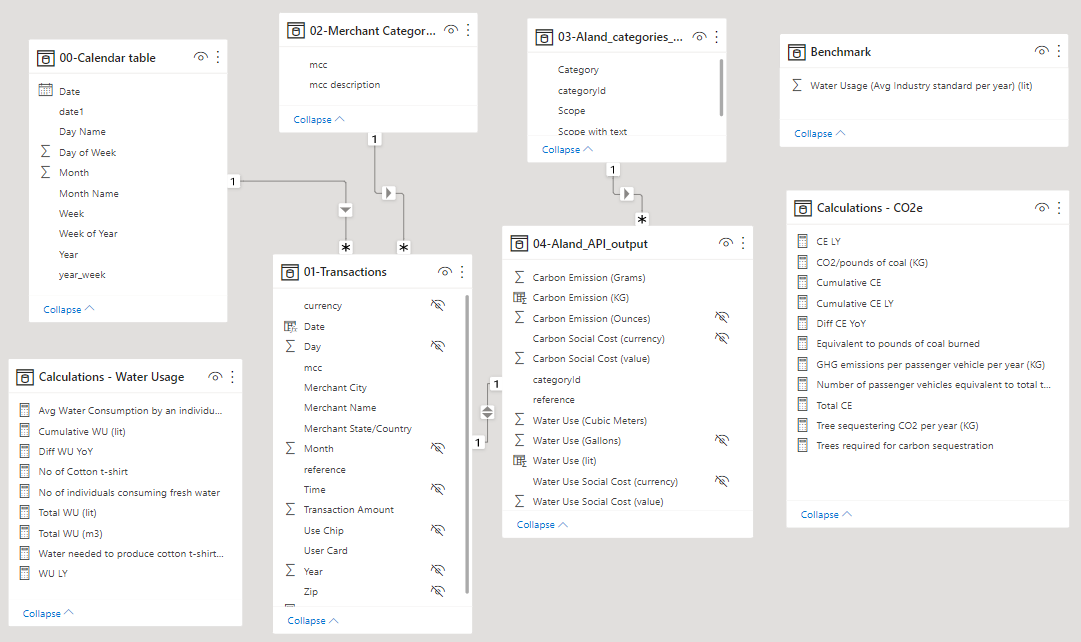 00-Calendar table
Date
date1
Day Name
Day of Week
Month
Month Name
Week
Week of Year
Year
year_week
Collapse
02-Merchant Categor...
mcc
mcc description
Collapse
03-Aland_categories_...
Category
categoryId
Scope
Scope with text
Collapse
Benchmark
Water Usage (Avg Industry standard per year) (lit)
Collapse
1
1
1
*
*
*
Calculations - Water Usage
Avg Water Consumption by an individu...
Cumulative WU (lit)
Diff WU YoY
No of Cotton t-shirt
No of individuals consuming fresh water
Total WU (lit)
Total WU (m3)
Water needed to produce cotton t-shirt...
WU LY
Collapse
01-Transactions
currency
Date
Day
mcc
Merchant City
Merchant Name
Merchant State/Country
Month
reference
Time
Transaction Amount
Use Chip
User Card
Year
Zip
Collapse
1
1
04-Aland_API_output
Carbon Emission (Grams)
Carbon Emission (KG)
Carbon Emission (Ounces)
Carbon Social Cost (currency)
Carbon Social Cost (value)
categoryId
reference
Water Use (Cubic Meters)
Water Use (Gallons)
Water Use (lit)
Water Use Social Cost (currency)
Water Use Social Cost (value)
Collapse
Calculations - CO2e
CE LY
CO2/pounds of coal (KG)
Cumulative CE
Cumulative CE LY
Diff CE YoY
Equivalent to pounds of coal burned
GHG emissions per passenger vehicle per year (KG)
Number of passenger vehicles equivalent to total t...
Total CE
Tree sequestering CO2 per year (KG)
Trees required for carbon sequestration
Collapse